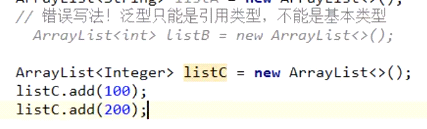 ArrayList<String> listA = new ArrayList<>();
// 错误写法！泛型只能是引用类型，不能是基本类型
ArrayList<int> listB = new ArrayList<>();
ArrayList<Integer> listC = new ArrayList<>();
listC.add(100);
listC.add(200);